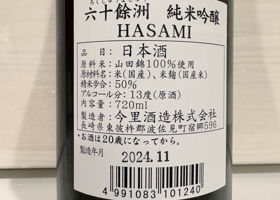 ろくじゅうよしゅう
六十餘洲 純米吟醸
HASAMI
日本酒
原料米：山田錦100%使用
原材料名：米(国産)、米麹(国産米)
精米歩合：50%
アルコール分：13度(原酒)
内容量：720ml
今里酒造株式会社
長崎県東彼杵郡波佐見町宿郷596
•お酒は20歳になってから。
製造年月 2024.11
4 991083 101240